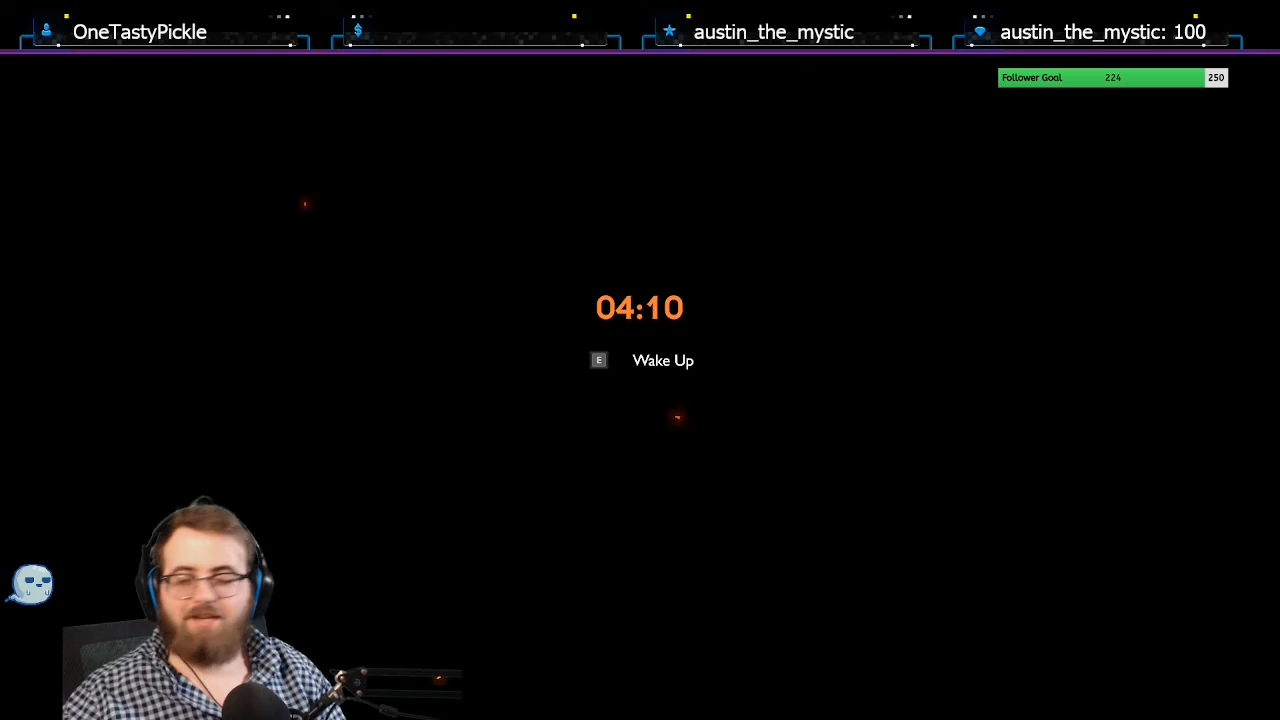 OneTastyPickle
$
austin_the_mystic
austin_the_mystic: 100
Follower Goal 224 250
04:10
E Wake Up